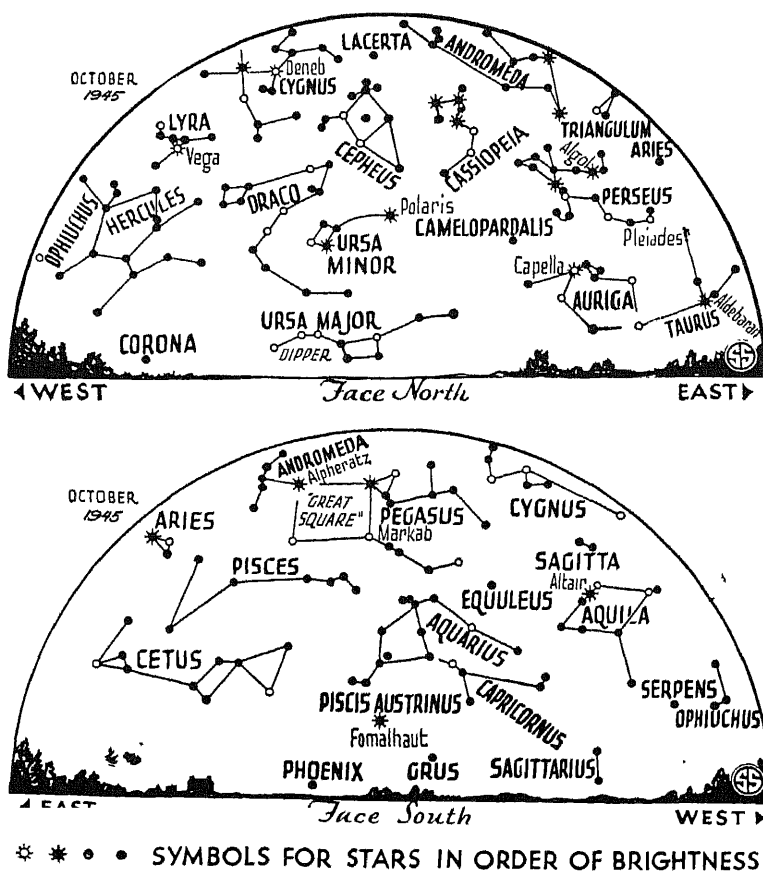 LACERTA
ANDROMEDA
OCTOBER
1945
Deneb
CYGNUS
LYRA
Vega
CEPHEUS
CASSIOPEIA
TRIANGULUM
ARIES
Algol
PERSEUS
Pleiades
OPHIUCHUS
HERCULES
DRACO
Polaris
CAMELOPARDALIS
URSA
MINOR
Capella
AURIGA
TAURUS
Aldebaran
URSA MAJOR
DIPPER
CORONA
WEST
Face North
EAST
ANDROMEDA
Alpheratz
OCTOBER
1945
ARIES
"GREAT
SQUARE"
PEGASUS
Markab
CYGNUS
PISCES
SAGITTA
Altair
EQUULEUS
AQUILA
AQUARIUS
CETUS
PISCIS AUSTRINUS
CAPRICORNUS
SERPENS
OPHIUCHUS
Fomalhaut
PHOENIX
GRUS
SAGITTARIUS
EAST
Face South
WEST
SYMBOLS FOR STARS IN ORDER OF BRIGHTNESS